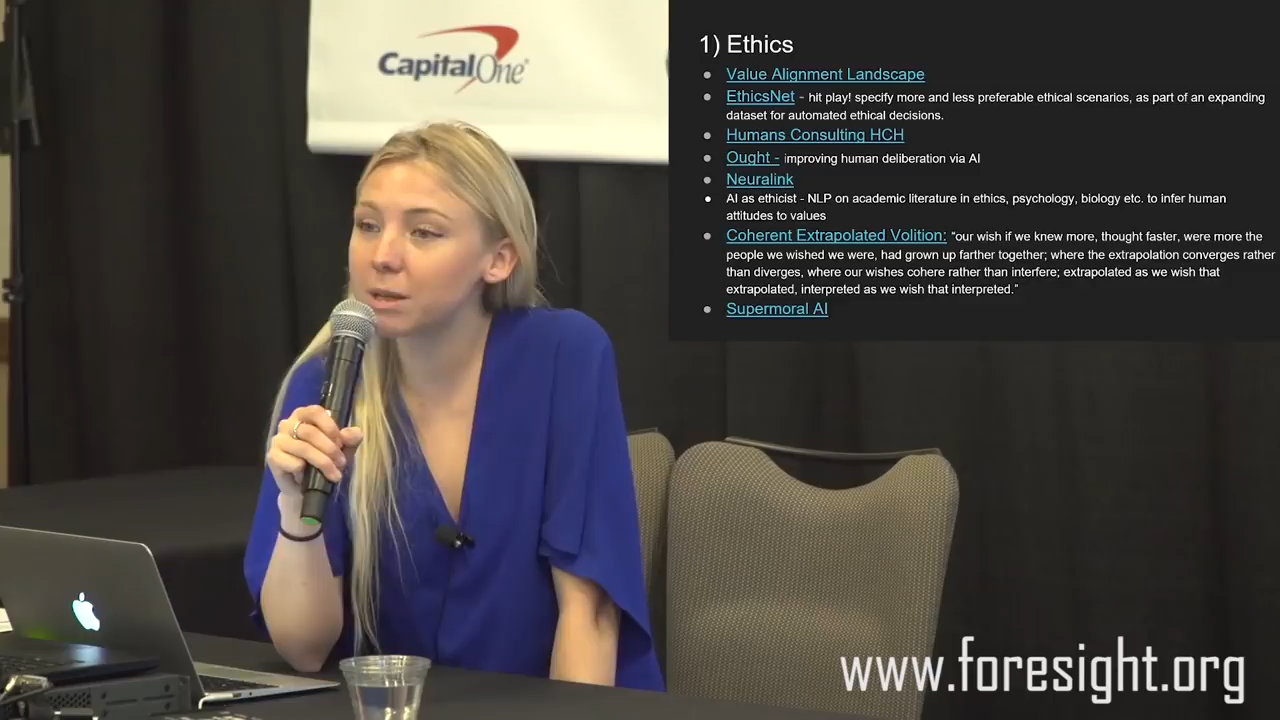 CapitalOne
1) Ethics
Value Alignment Landscape
EthicsNet - hit play! specify more and less preferable ethical scenarios, as part of an expanding
dataset for automated ethical decisions.
Humans Consulting HCH
Ought - improving human deliberation via AI
Neuralink
AI as ethicist - NLP on academic literature in ethics, psychology, biology etc. to infer human
attitudes to values
Coherent Extrapolated Volition: “our wish if we knew more, thought faster, were more the
people we wished we were, had grown up farther together; where the extrapolation converges rather
than diverges, where our wishes cohere rather than interfere; extrapolated as we wish that
extrapolated, interpreted as we wish that interpreted.”
Supermoral AI
www.foresight.org